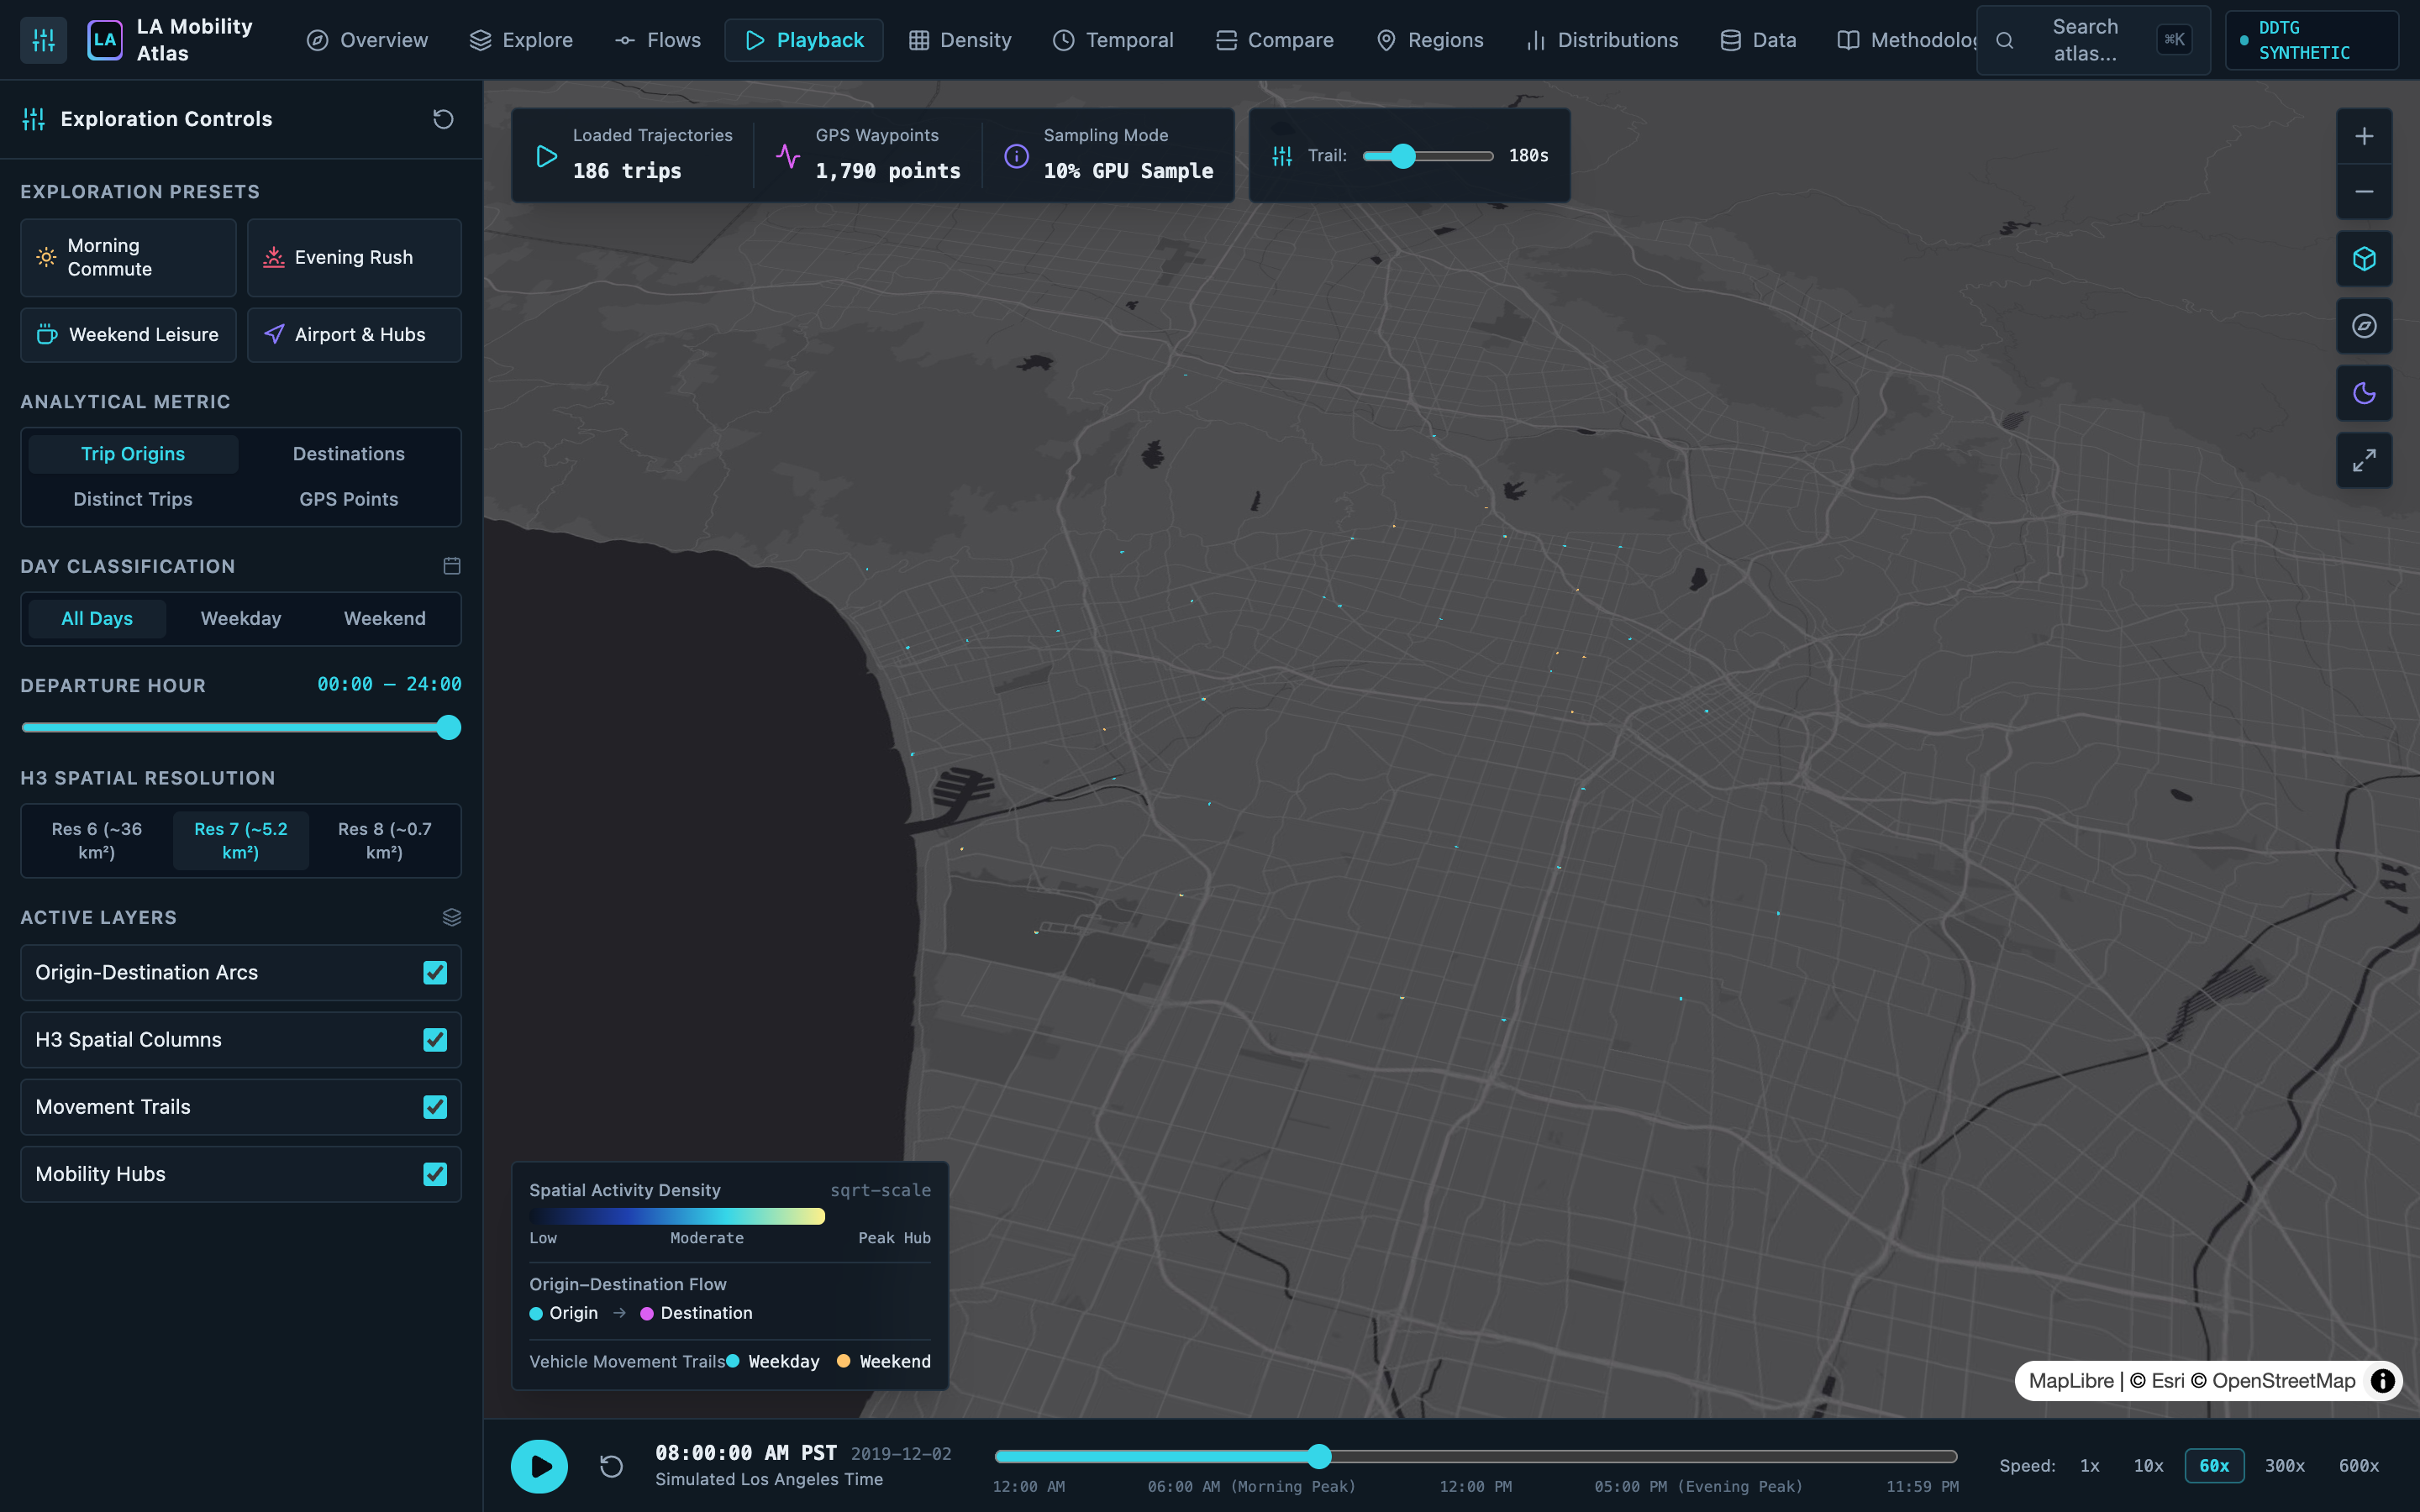 LA
LA Mobility
Atlas
Overview
Explore
Flows
Playback
Density
Temporal
Compare
Regions
Distributions
Data
Methodolog
Search
atlas...
⌘K
DDTG
SYNTHETIC
Exploration Controls
EXPLORATION PRESETS
Morning
Commute
Evening Rush
Weekend Leisure
Airport & Hubs
ANALYTICAL METRIC
Trip Origins
Destinations
Distinct Trips
GPS Points
DAY CLASSIFICATION
All Days
Weekday
Weekend
DEPARTURE HOUR
00:00 — 24:00
H3 SPATIAL RESOLUTION
Res 6 (~36
km²)
Res 7 (~5.2
km²)
Res 8 (~0.7
km²)
ACTIVE LAYERS
Origin-Destination Arcs
H3 Spatial Columns
Movement Trails
Mobility Hubs
Loaded Trajectories
186 trips
GPS Waypoints
1,790 points
Sampling Mode
10% GPU Sample
Trail:
180s
Spatial Activity Density
sqrt-scale
Low
Moderate
Peak Hub
Origin–Destination Flow
Origin → Destination
Vehicle Movement Trails
Weekday
Weekend
MapLibre | © Esri © OpenStreetMap
08:00:00 AM PST 2019-12-02
Simulated Los Angeles Time
12:00 AM
06:00 AM (Morning Peak)
12:00 PM
05:00 PM (Evening Peak)
11:59 PM
Speed:
1x
10x
60x
300x
600x